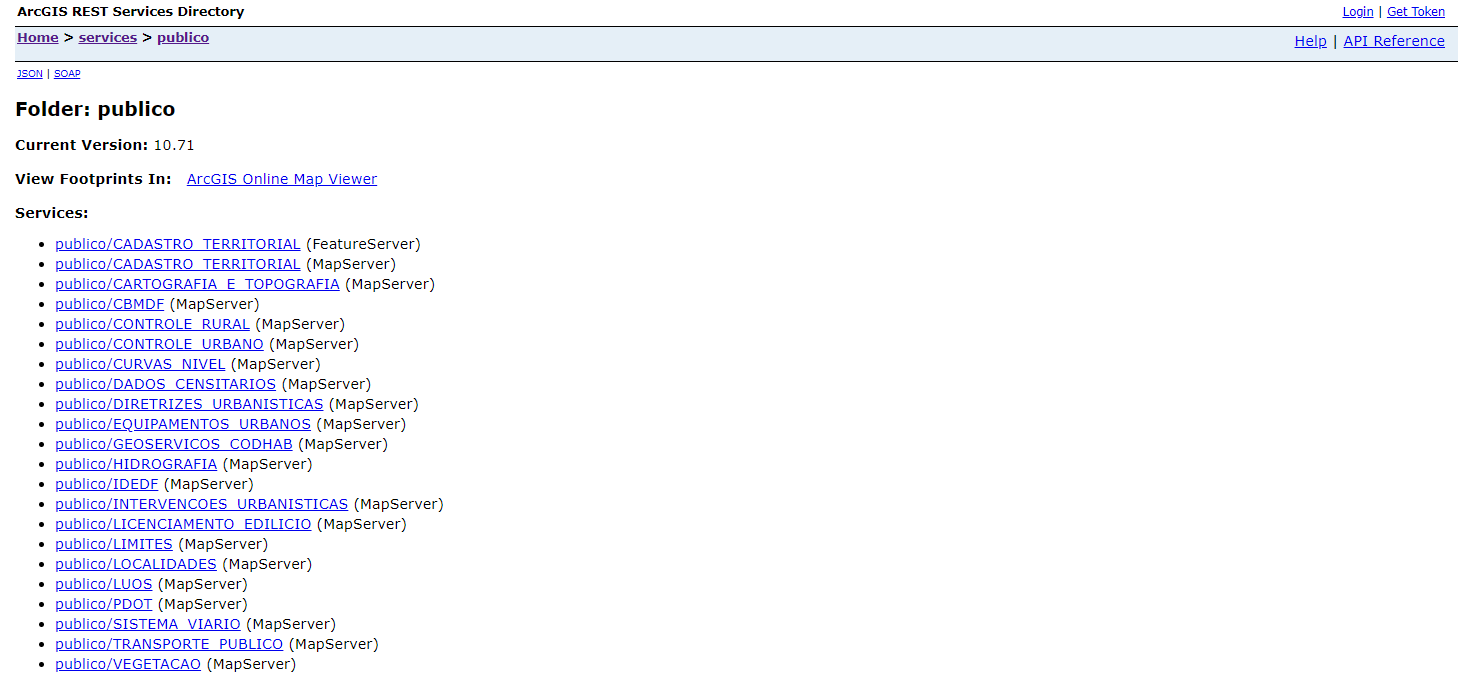 ArcGIS REST Services Directory Login | Get Token
Home > services > publico Help | API Reference
JSON | SOAP
Folder: publico
Current Version: 10.71
View Footprints In: ArcGIS Online Map Viewer
Services:
publico/CADASTRO_TERRITORIAL (FeatureServer)
publico/CADASTRO_TERRITORIAL (MapServer)
publico/CARTOGRAFIA_E_TOPOGRAFIA (MapServer)
publico/CBMDF (MapServer)
publico/CONTROLE_RURAL (MapServer)
publico/CONTROLE_URBANO (MapServer)
publico/CURVAS_NIVEL (MapServer)
publico/DADOS_CENSITARIOS (MapServer)
publico/DIRETRIZES_URBANISTICAS (MapServer)
publico/EQUIPAMENTOS_URBANOS (MapServer)
publico/GEOSERVICOS_CODHAB (MapServer)
publico/HIDROGRAFIA (MapServer)
publico/IDEDF (MapServer)
publico/INTERVENCOES_URBANISTICAS (MapServer)
publico/LICENCIAMENTO_EDILICIO (MapServer)
publico/LIMITES (MapServer)
publico/LOCALIDADES (MapServer)
publico/LUOS (MapServer)
publico/PDOT (MapServer)
publico/SISTEMA_VIARIO (MapServer)
publico/TRANSPORTE_PUBLICO (MapServer)
publico/VEGETACAO (MapServer)